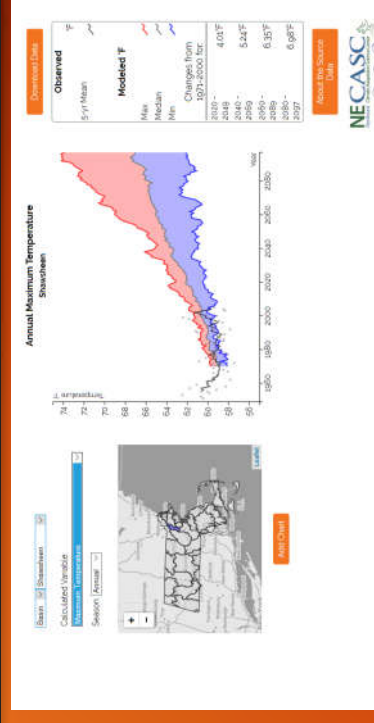 Basin Shawsheen
Calculated Variable
Maximum Temperature
Season Annual
+
−
Leaflet
Add Chart
Annual Maximum Temperature
Shawsheen
Temperature °F
74
72
70
68
66
64
62
60
58
56
1960 1980 2000 2020 2040 2060 2080
Year
Download Data
Observed
°F
5-yr Mean
Modeled °F
Max
Median
Min
Changes from
1971-2000 for:
2020 -
2049 4.01°F
2040 -
2069 5.24°F
2060 -
2089 6.35°F
2080 -
2097 6.98°F
About the Source
Data
NECASC